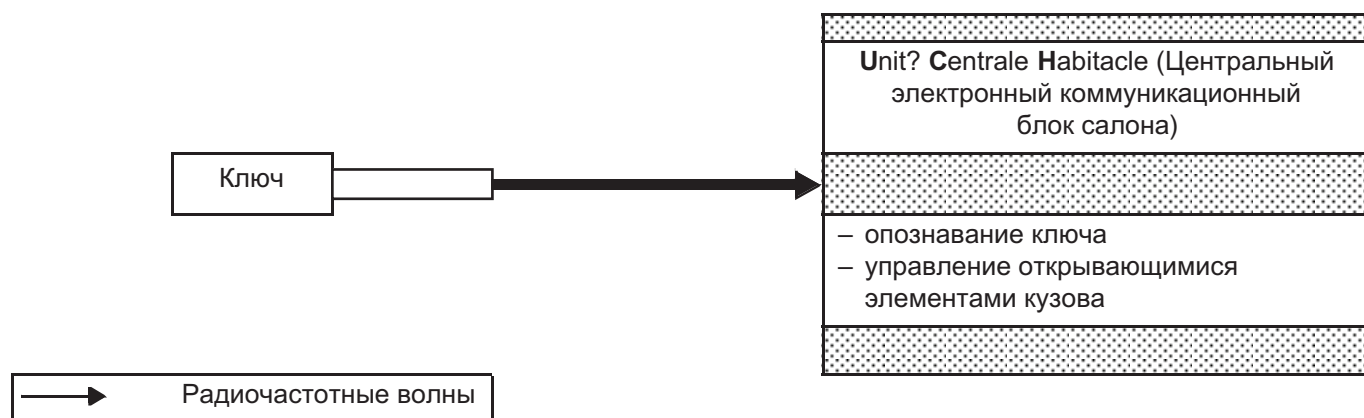 Unit? Centrale Habitacle (Центральный
электронный коммуникационный
блок салона)
Ключ
– опознавание ключа
– управление открывающимися
элементами кузова
Радиочастотные волны